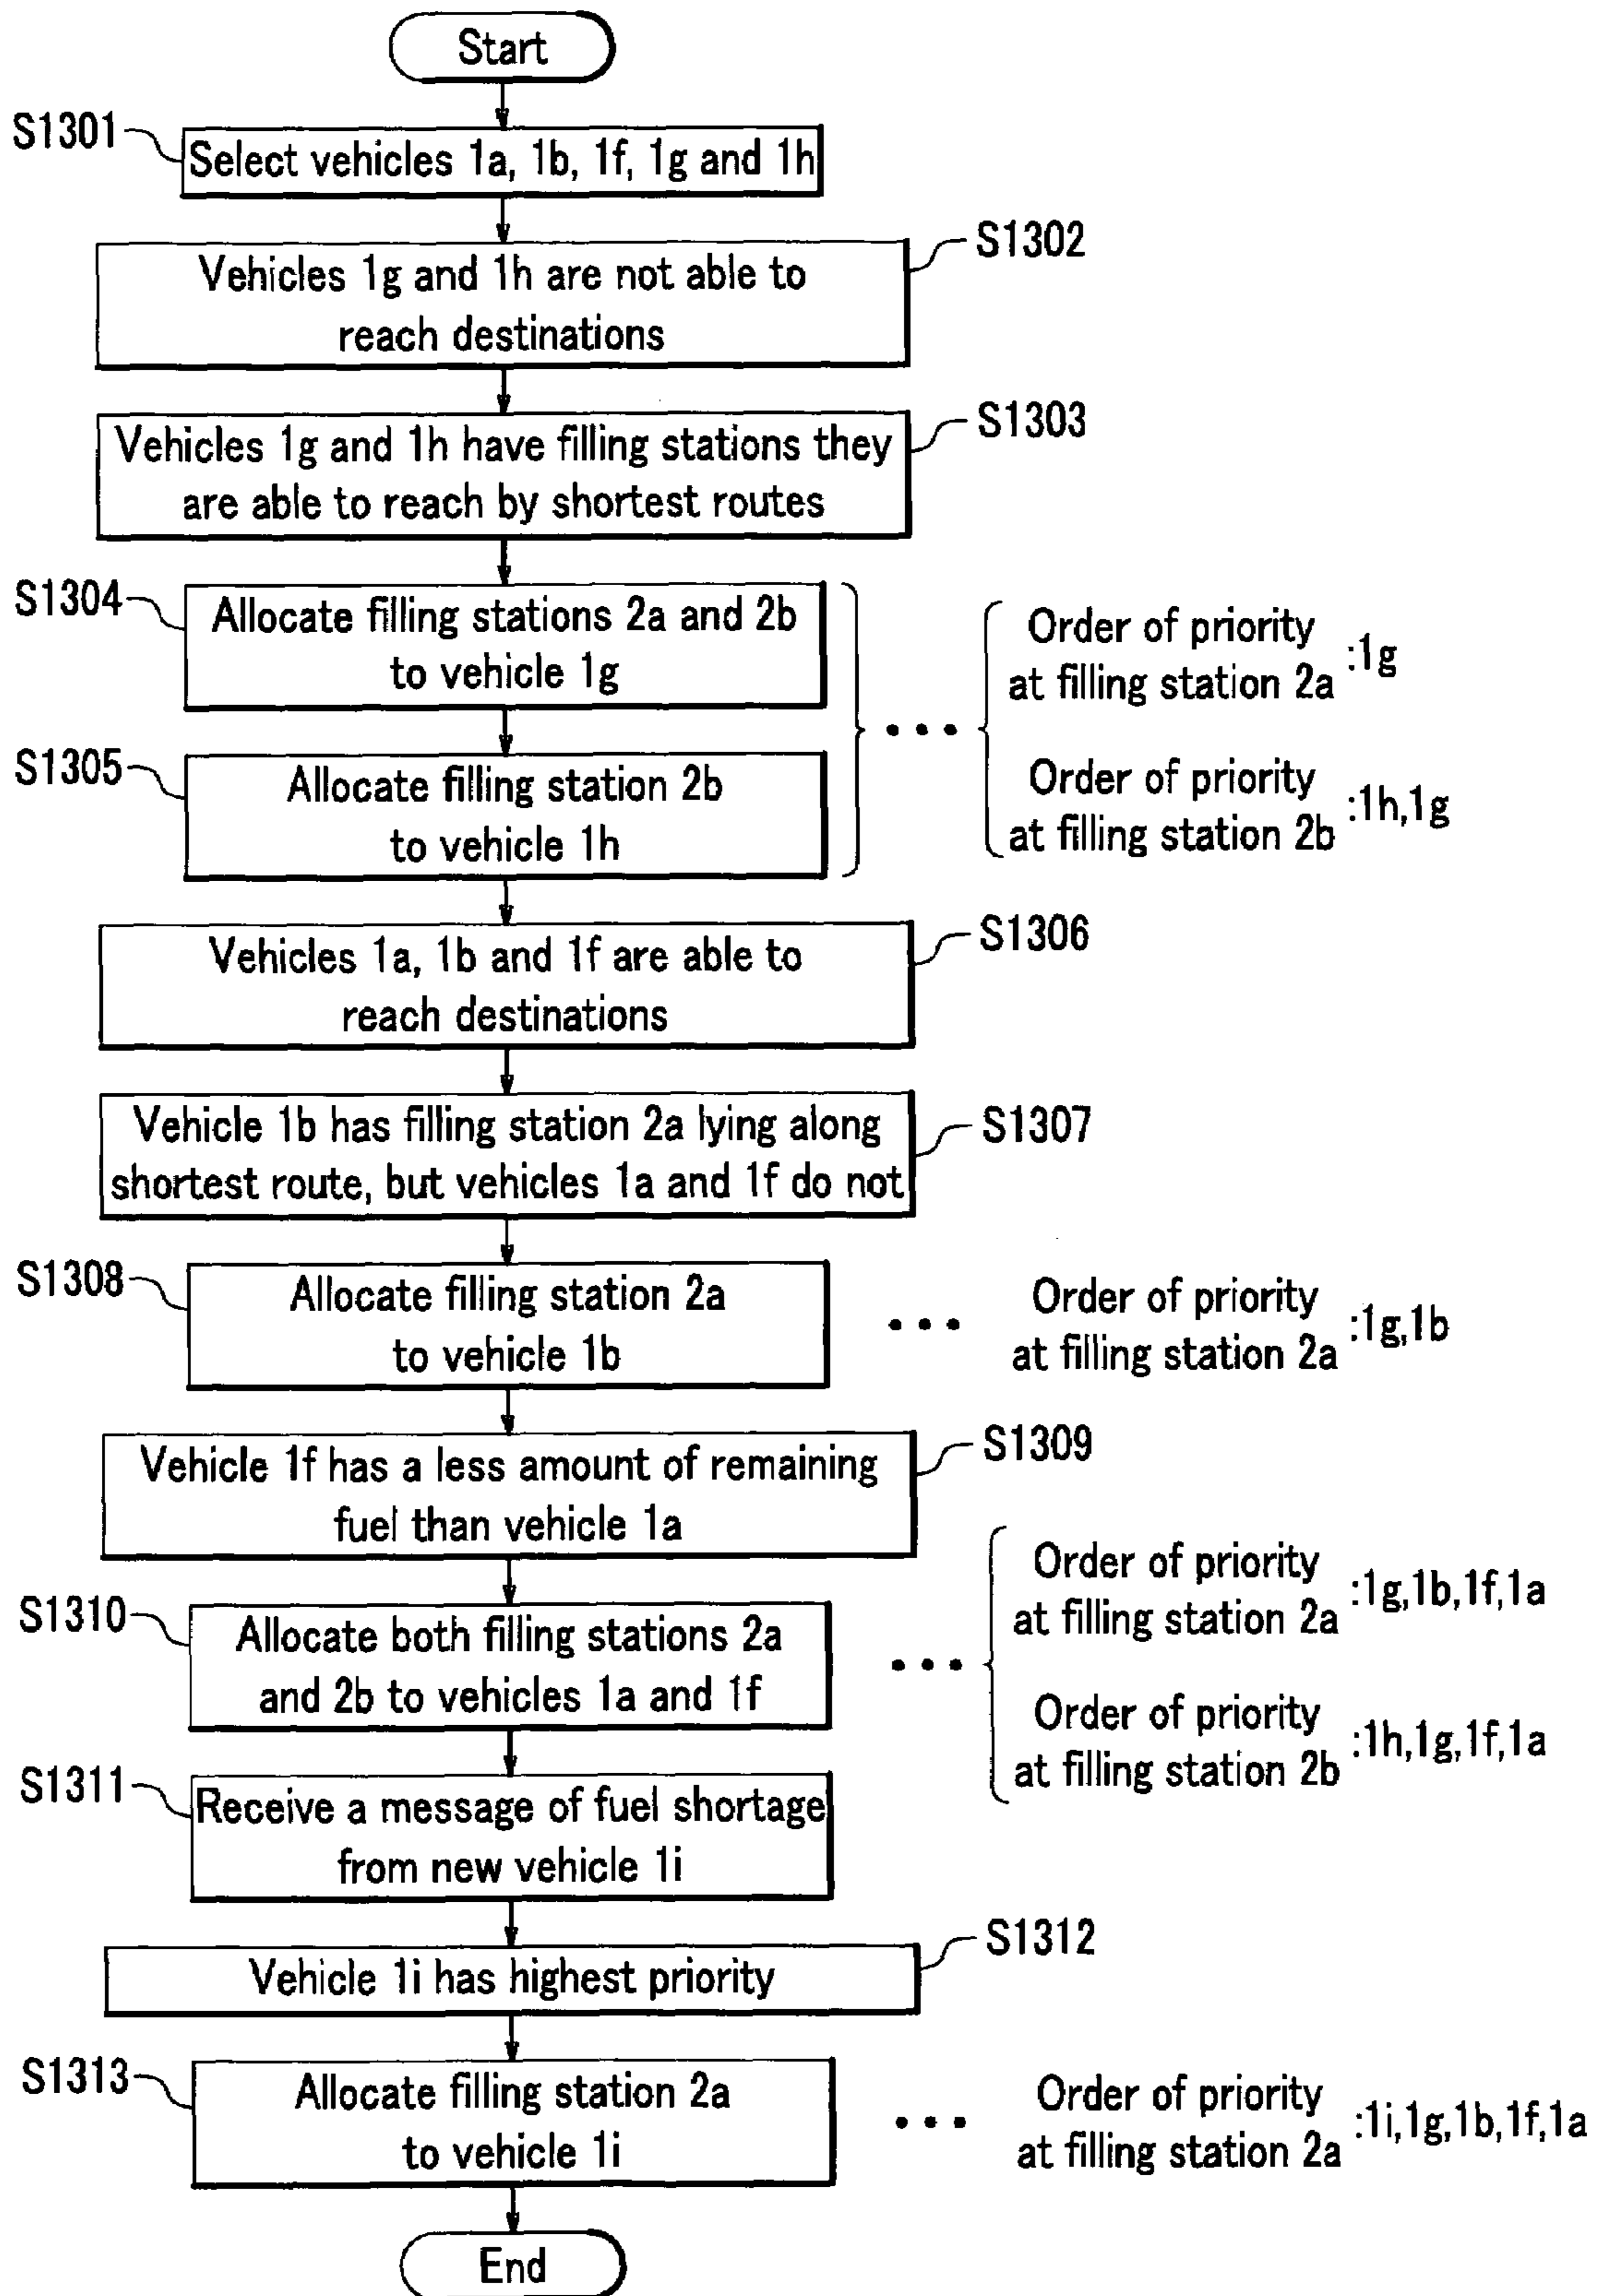 Start
S1301
Select vehicles 1a, 1b, 1f, 1g and 1h
S1302
Vehicles 1g and 1h are not able to
reach destinations
S1303
Vehicles 1g and 1h have filling stations they
are able to reach by shortest routes
S1304
Allocate filling stations 2a and 2b
to vehicle 1g
Order of priority
at filling station 2a
:1g
S1305
Allocate filling station 2b
to vehicle 1h
Order of priority
at filling station 2b
:1h,1g
S1306
Vehicles 1a, 1b and 1f are able to
reach destinations
S1307
Vehicle 1b has filling station 2a lying along
shortest route, but vehicles 1a and 1f do not
S1308
Allocate filling station 2a
to vehicle 1b
Order of priority
at filling station 2a
:1g,1b
S1309
Vehicle 1f has a less amount of remaining
fuel than vehicle 1a
S1310
Allocate both filling stations 2a
and 2b to vehicles 1a and 1f
Order of priority
at filling station 2a
:1g,1b,1f,1a
Order of priority
at filling station 2b
:1h,1g,1f,1a
S1311
Receive a message of fuel shortage
from new vehicle 1i
S1312
Vehicle 1i has highest priority
S1313
Allocate filling station 2a
to vehicle 1i
Order of priority
at filling station 2a
:1i,1g,1b,1f,1a
End